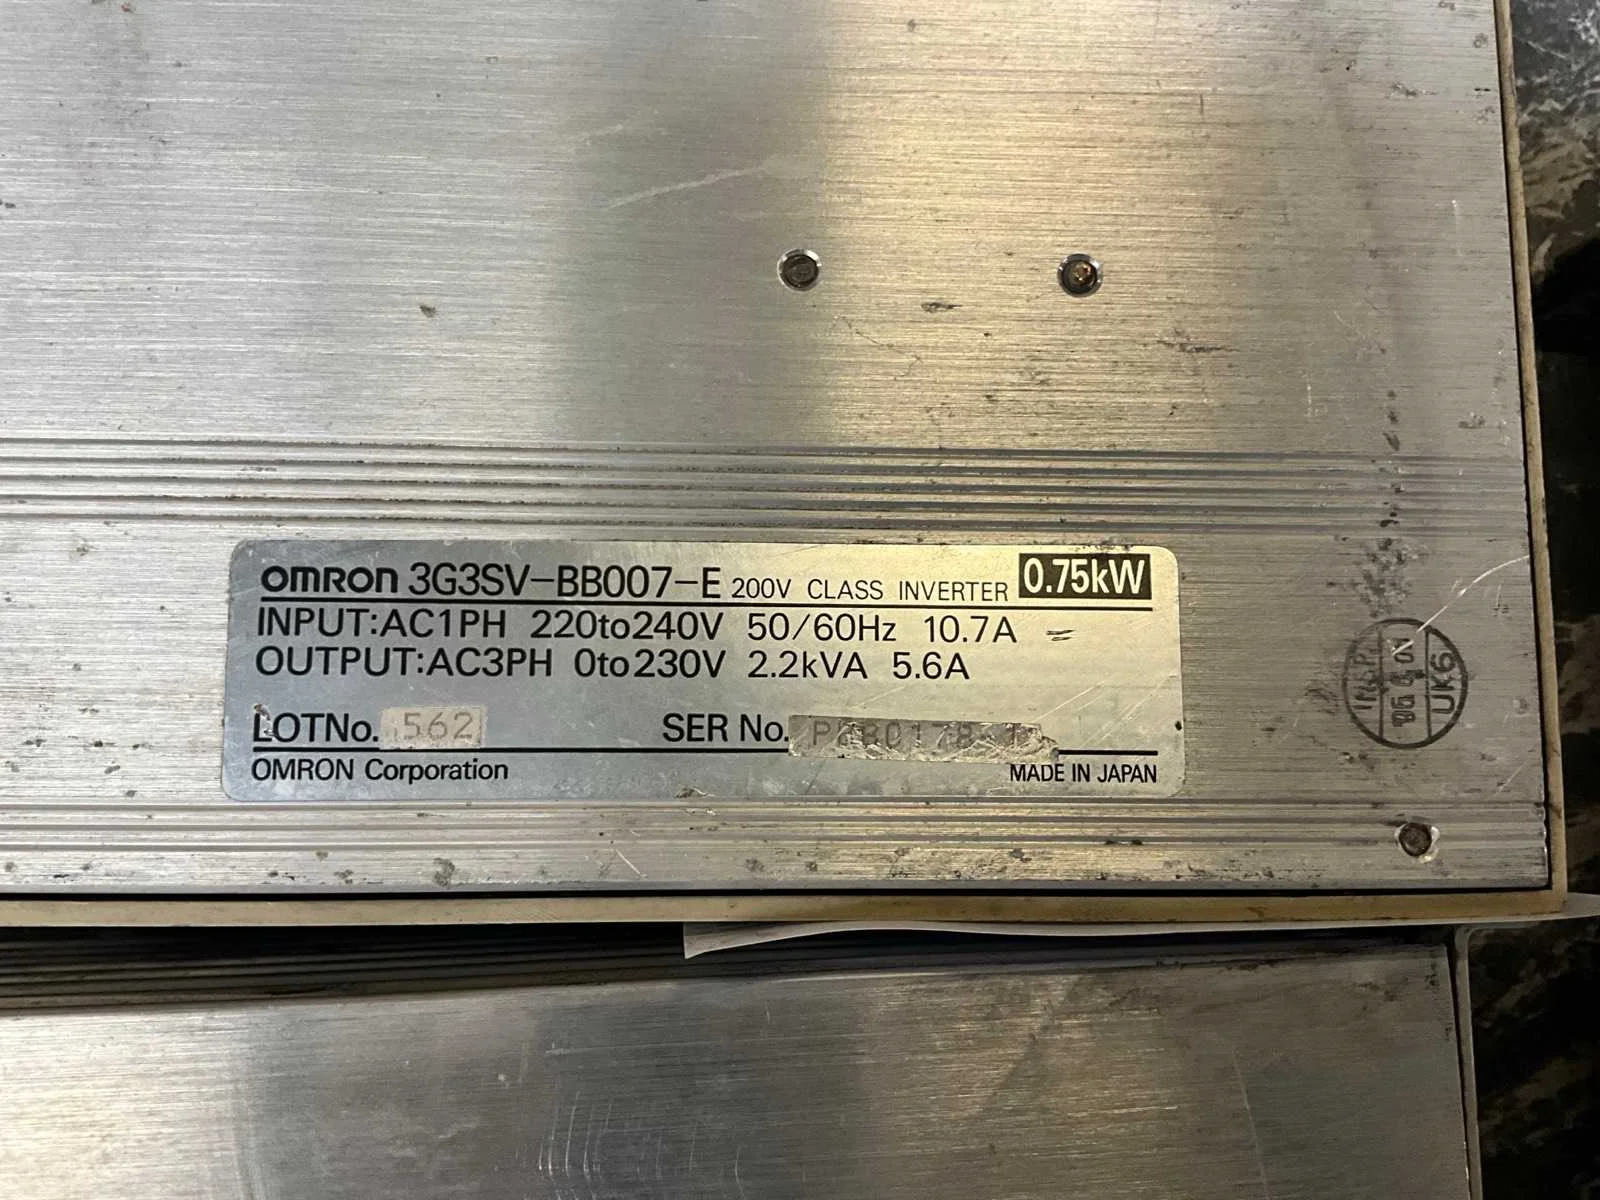 OMRON 3G3SV-BB007-E 200V CLASS INVERTER 0.75kW
INPUT:AC1PH 220to240V 50/60Hz 10.7A
OUTPUT:AC3PH 0to230V 2.2kVA 5.6A
LOTNo. 562
SER No.
OMRON Corporation
MADE IN JAPAN
INSP.
UK6